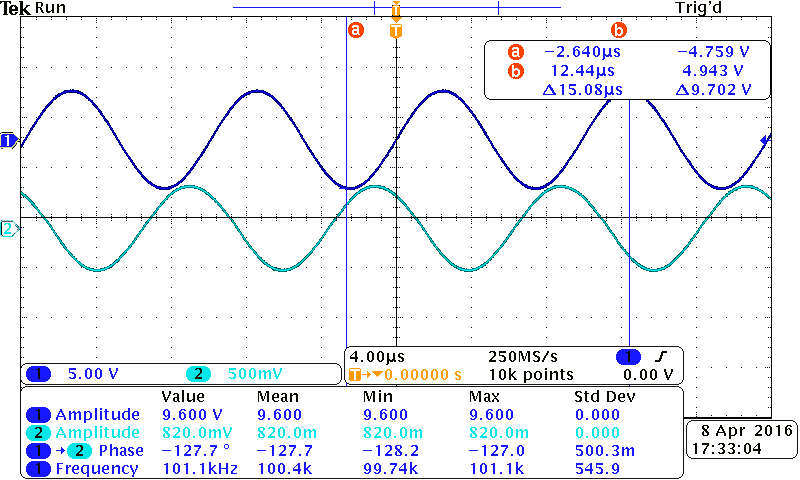 Tek Run Trig'd
T
a T b
a −2.640µs −4.759 V
b 12.44µs 4.943 V
Δ15.08µs Δ9.702 V
1
2
4.00µs 250MS/s 1 ƒ
1 5.00 V 2 500mV T→▼0.00000 s 10k points 0.00 V
Value Mean Min Max Std Dev
1 Amplitude 9.600 V 9.600 9.600 9.600 0.000
2 Amplitude 820.0mV 820.0m 820.0m 820.0m 0.000
1 → 2 Phase −127.7 ° −127.7 −128.2 −127.0 500.3m
1 Frequency 101.1kHz 100.4k 99.74k 101.1k 545.9
8 Apr 2016
17:33:04